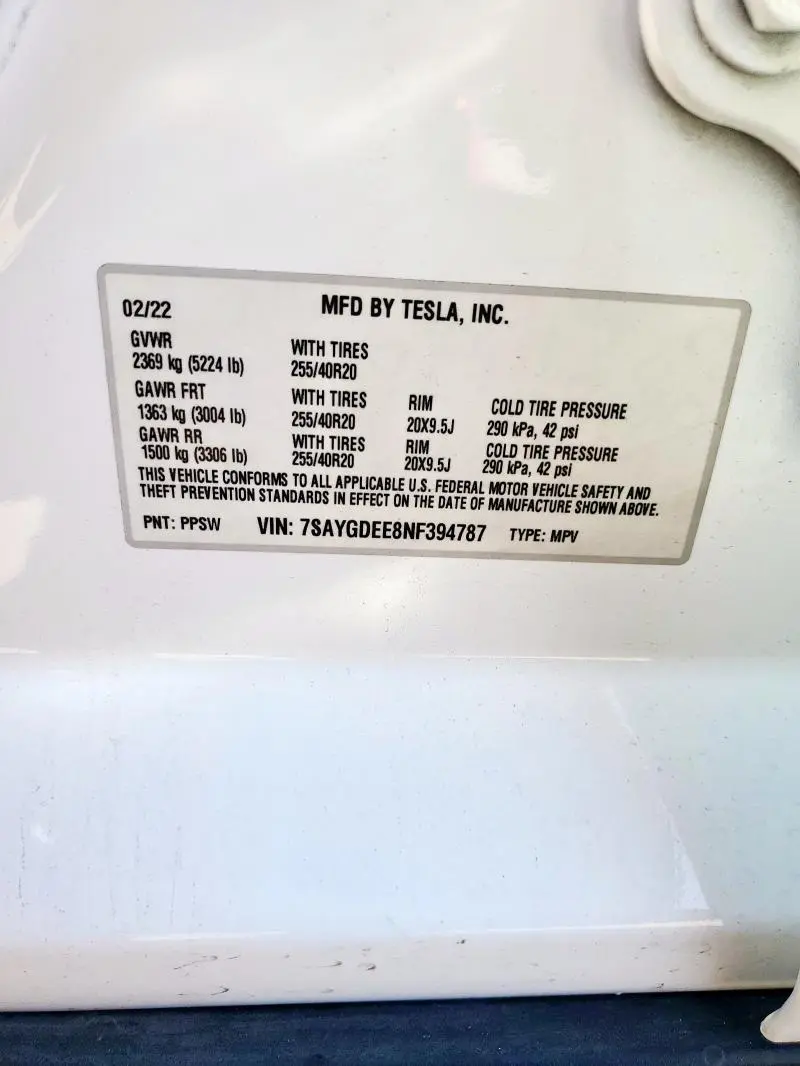 02/22 MFD BY TESLA, INC.
GVWR
2369 kg (5224 lb) WITH TIRES
255/40R20
GAWR FRT WITH TIRES RIM COLD TIRE PRESSURE
1363 kg (3004 lb) 255/40R20 20X9.5J 290 kPa, 42 psi
GAWR RR WITH TIRES RIM COLD TIRE PRESSURE
1500 kg (3306 lb) 255/40R20 20X9.5J 290 kPa, 42 psi
THIS VEHICLE CONFORMS TO ALL APPLICABLE U.S. FEDERAL MOTOR VEHICLE SAFETY AND
THEFT PREVENTION STANDARDS IN EFFECT ON THE DATE OF MANUFACTURE SHOWN ABOVE.
PNT: PPSW VIN: 7SAYGDEE8NF394787 TYPE: MPV